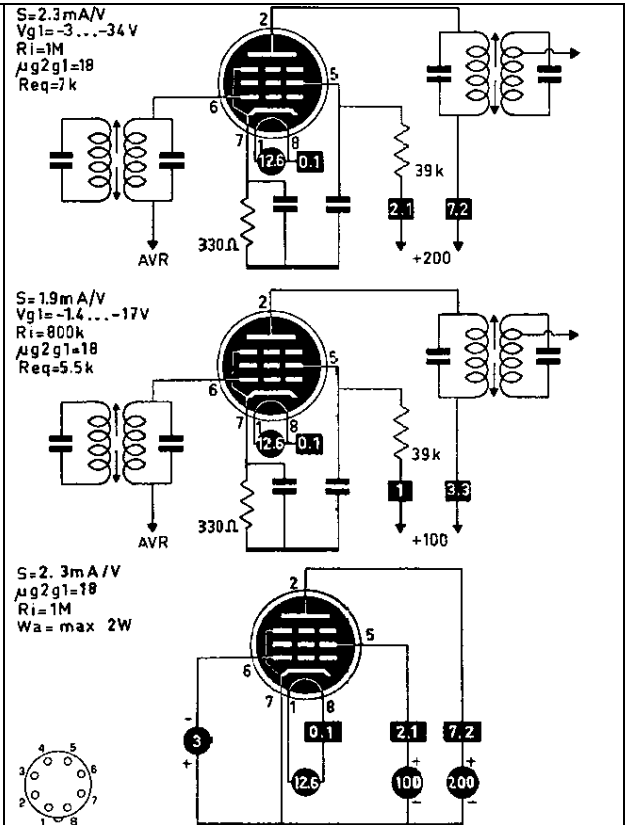 S=2.3mA/V
Vg1=-3...-34V
Ri=1M
µg2g1=18
Req=7k
2
5
6
7
1
8
12.6
0.1
39k
2.1
7.2
330Ω
AVR
+200
S=1.9mA/V
Vg1=-1.4...-17V
Ri=800k
µg2g1=18
Req=5.5k
2
5
6
7
1
8
12.6
0.1
39k
1
3.3
330Ω
AVR
+100
S=2.3mA/V
µg2g1=18
Ri=1M
Wa=max 2W
2
5
6
7
1
8
0.1
2.1
7.2
-
3
+
12.6
+
100
-
+
200
-
4 5
3 6
2 7
1 8